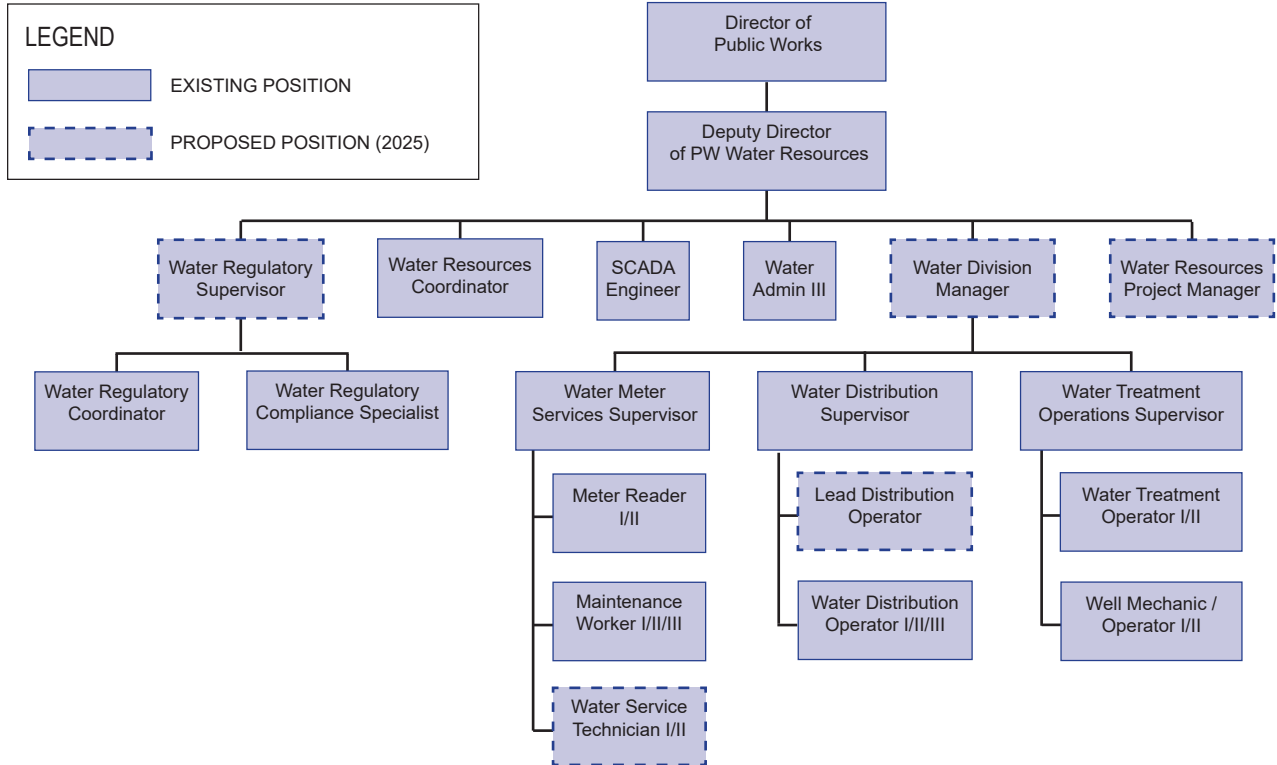 LEGEND
EXISTING POSITION
PROPOSED POSITION (2025)
Director of
Public Works
Deputy Director
of PW Water Resources
Water Regulatory
Supervisor
Water Resources
Coordinator
SCADA
Engineer
Water
Admin III
Water Division
Manager
Water Resources
Project Manager
Water Regulatory
Coordinator
Water Regulatory
Compliance Specialist
Water Meter
Services Supervisor
Water Distribution
Supervisor
Water Treatment
Operations Supervisor
Meter Reader
I/II
Lead Distribution
Operator
Water Treatment
Operator I/II
Maintenance
Worker I/II/III
Water Distribution
Operator I/II/III
Well Mechanic /
Operator I/II
Water Service
Technician I/II